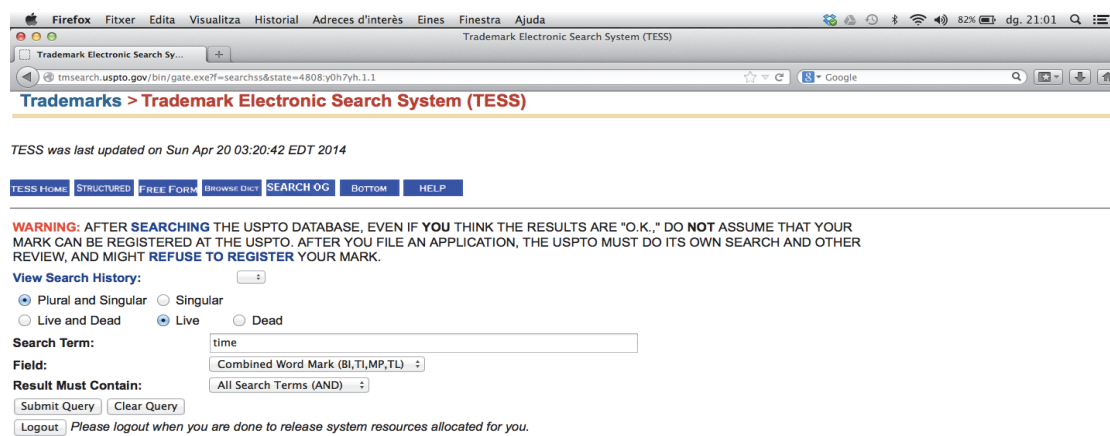 Firefox Fitxer Edita Visualitza Historial Adreces d'interès Eines Finestra Ajuda 82% dg. 21:01
Trademark Electronic Search System (TESS)
Trademark Electronic Search Sy... +
tmsearch.uspto.gov/bin/gate.exe?f=searchss&state=4808:y0h7yh.1.1 Google
Trademarks > Trademark Electronic Search System (TESS)
TESS was last updated on Sun Apr 20 03:20:42 EDT 2014
TESS HOME STRUCTURED FREE FORM BROWSE DICT SEARCH OG BOTTOM HELP
WARNING: AFTER SEARCHING THE USPTO DATABASE, EVEN IF YOU THINK THE RESULTS ARE "O.K.," DO NOT ASSUME THAT YOUR
MARK CAN BE REGISTERED AT THE USPTO. AFTER YOU FILE AN APPLICATION, THE USPTO MUST DO ITS OWN SEARCH AND OTHER
REVIEW, AND MIGHT REFUSE TO REGISTER YOUR MARK.
View Search History:
Plural and Singular Singular
Live and Dead Live Dead
Search Term: time
Field: Combined Word Mark (BI,TI,MP,TL)
Result Must Contain: All Search Terms (AND)
Submit Query Clear Query
Logout Please logout when you are done to release system resources allocated for you.